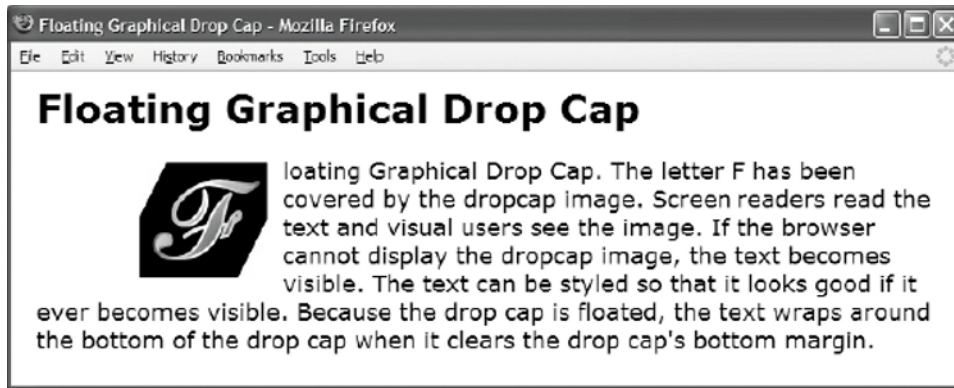 Floating Graphical Drop Cap - Mozilla Firefox
File Edit View History Bookmarks Tools Help
Floating Graphical Drop Cap
F loating Graphical Drop Cap. The letter F has been
covered by the dropcap image. Screen readers read the
text and visual users see the image. If the browser
cannot display the dropcap image, the text becomes
visible. The text can be styled so that it looks good if it
ever becomes visible. Because the drop cap is floated, the text wraps around
the bottom of the drop cap when it clears the drop cap's bottom margin.